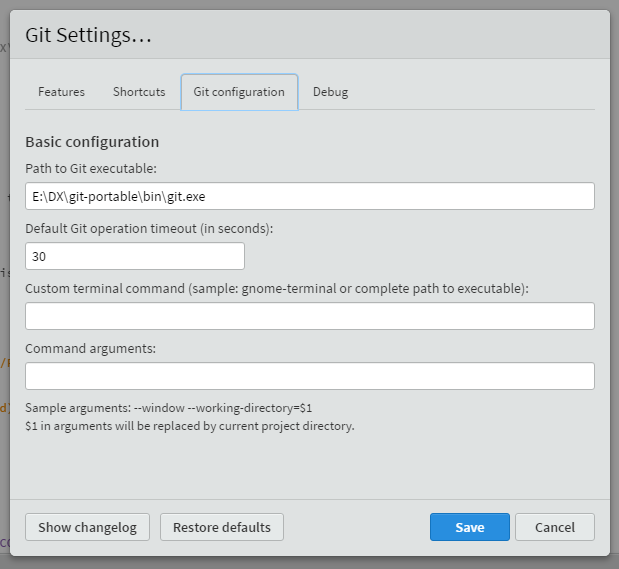 Git Settings…
Features Shortcuts Git configuration Debug
Basic configuration
Path to Git executable:
E:\DX\git-portable\bin\git.exe
Default Git operation timeout (in seconds):
30
Custom terminal command (sample: gnome-terminal or complete path to executable):
Command arguments:
Sample arguments: --window --working-directory=$1
$1 in arguments will be replaced by current project directory.
Show changelog Restore defaults Save Cancel